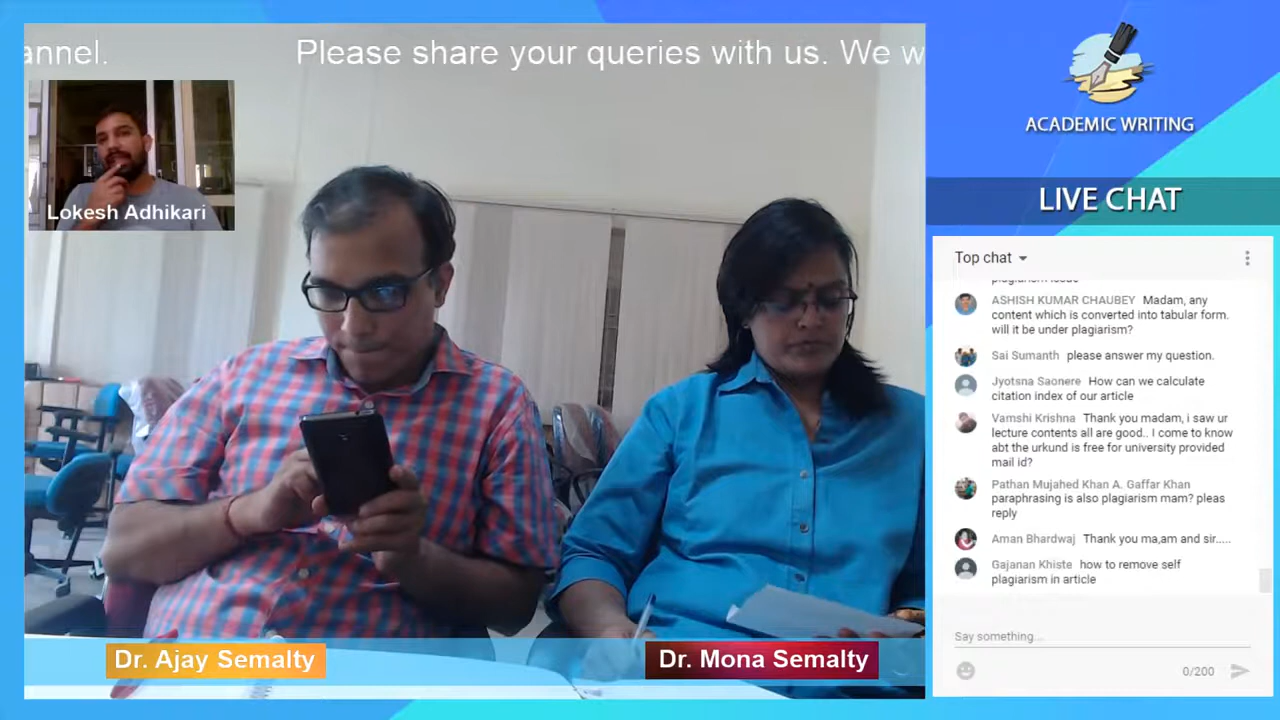 annel.
Please share your queries with us. We w
Lokesh Adhikari
Dr. Ajay Semalty
Dr. Mona Semalty
ACADEMIC WRITING
LIVE CHAT
Top chat
plagiarism issue
ASHISH KUMAR CHAUBEY Madam, any
content which is converted into tabular form.
will it be under plagiarism?
Sai Sumanth please answer my question.
Jyotsna Saonere How can we calculate
citation index of our article
Vamshi Krishna Thank you madam, i saw ur
lecture contents all are good.. I come to know
abt the urkund is free for university provided
mail id?
Pathan Mujahed Khan A. Gaffar Khan
paraphrasing is also plagiarism mam? pleas
reply
Aman Bhardwaj Thank you ma,am and sir.....
Gajanan Khiste how to remove self
plagiarism in article
Say something...
0/200